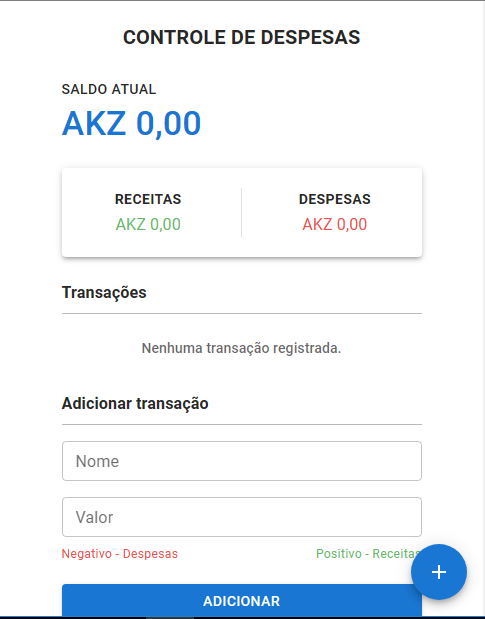 CONTROLE DE DESPESAS
SALDO ATUAL
AKZ 0,00
RECEITAS DESPESAS
AKZ 0,00 AKZ 0,00
Transações
Nenhuma transação registrada.
Adicionar transação
Nome
Valor
Negativo - Despesas Positivo - Receitas
+
ADICIONAR